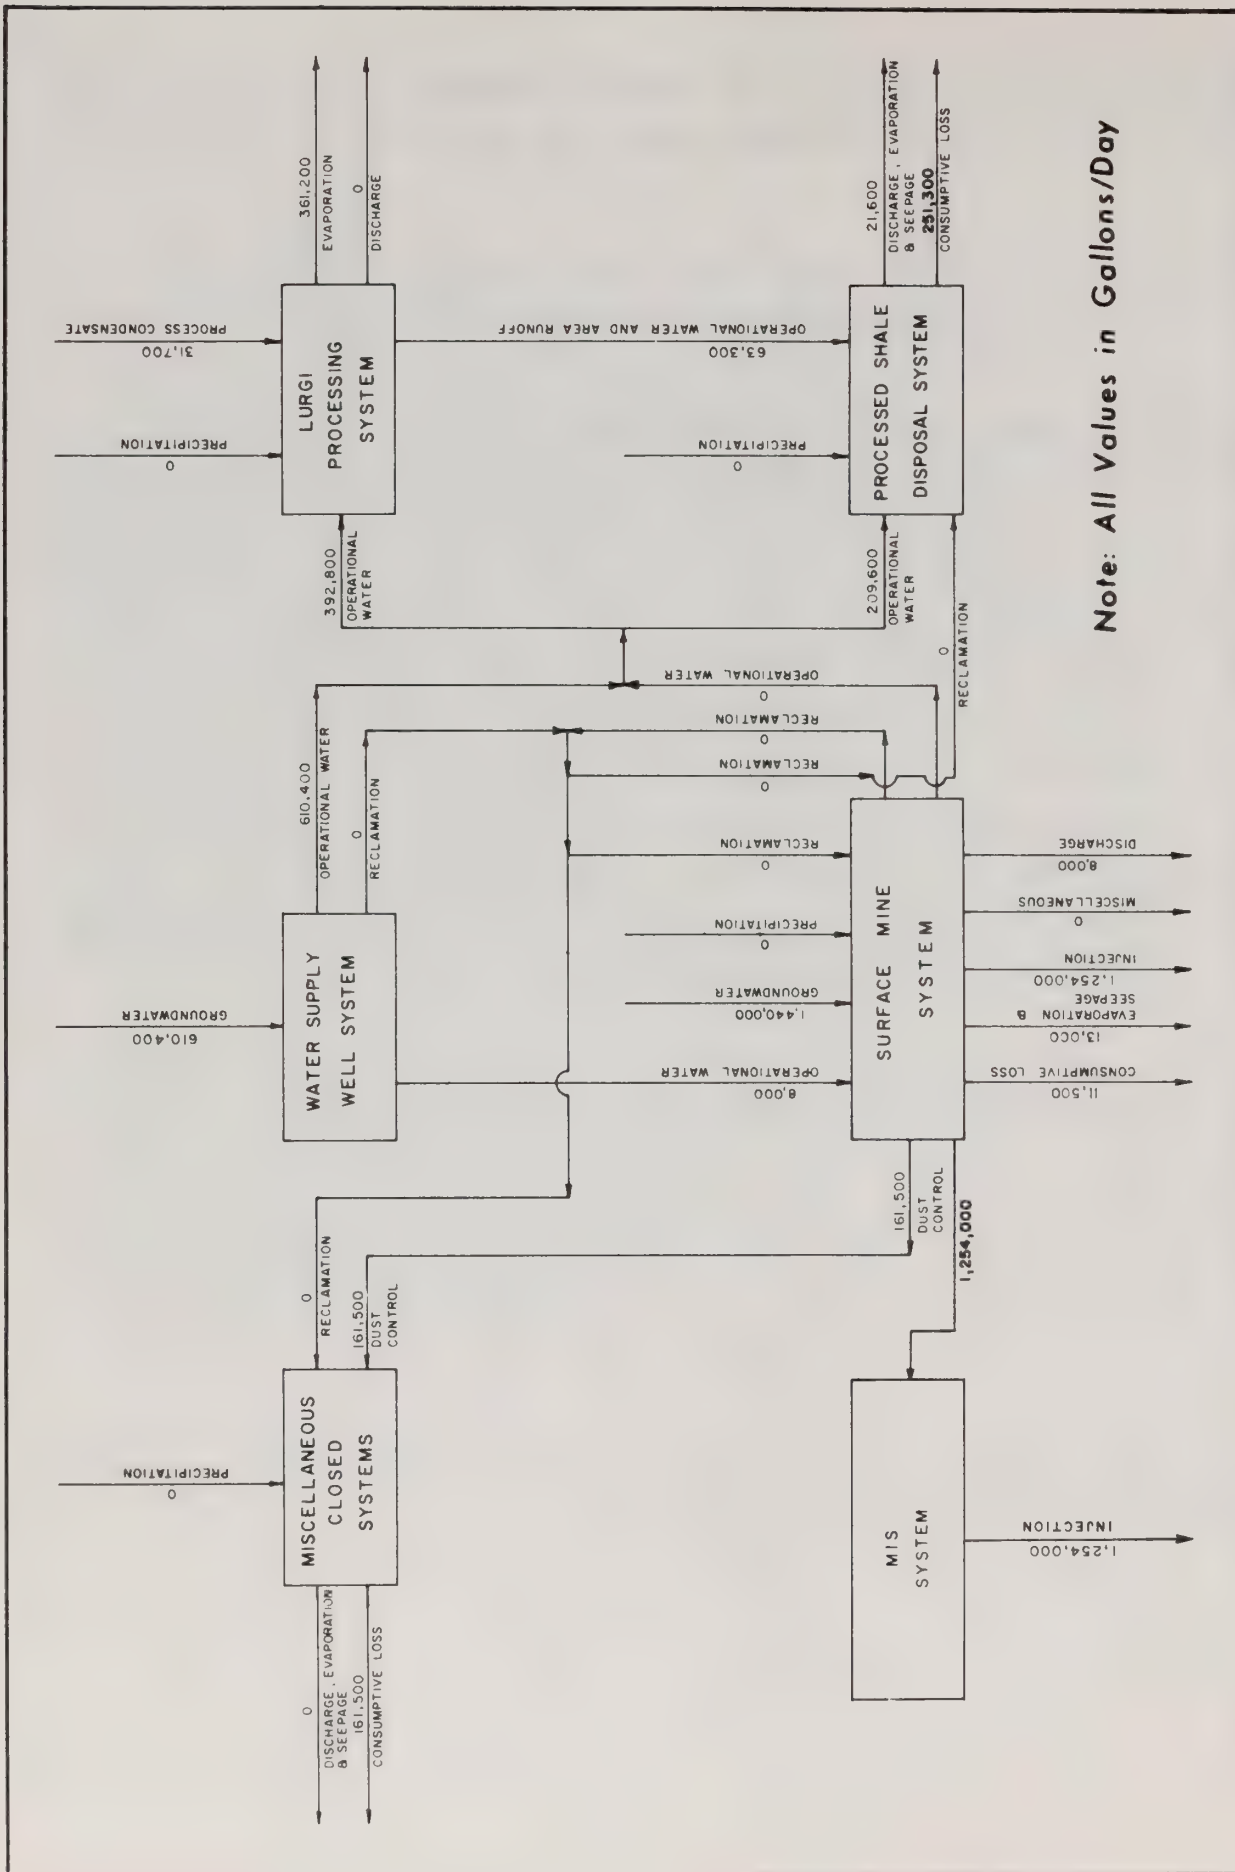 0
PRECIPITATION
MISCELLANEOUS
CLOSED
SYSTEMS
0
DISCHARGE, EVAPORATION
& SEEPAGE
161,500
CONSUMPTIVE LOSS
0
RECLAMATION
161,500
DUST
CONTROL
610,400
GROUNDWATER
WATER SUPPLY
WELL SYSTEM
610,400
OPERATIONAL WATER
0
RECLAMATION
31,700
PROCESS CONDENSATE
0
PRECIPITATION
LURGI
PROCESSING
SYSTEM
361,200
EVAPORATION
0
DISCHARGE
392,800
OPERATIONAL
WATER
63,300
OPERATIONAL WATER AND AREA RUNOFF
0
PRECIPITATION
PROCESSED SHALE
DISPOSAL SYSTEM
209,600
OPERATIONAL
WATER
0
RECLAMATION
21,600
DISCHARGE, EVAPORATION
& SEEPAGE
251,300
CONSUMPTIVE LOSS
0
OPERATIONAL WATER
0
RECLAMATION
0
RECLAMATION
0
RECLAMATION
0
PRECIPITATION
1,440,000
GROUNDWATER
8,000
OPERATIONAL WATER
SURFACE MINE
SYSTEM
161,500
DUST
CONTROL
1,254,000
11,500
CONSUMPTIVE LOSS
13,000
EVAPORATION &
SEEPAGE
1,254,000
INJECTION
0
MISCELLANEOUS
8,000
DISCHARGE
MIS
SYSTEM
1,254,000
INJECTION
Note: All Values in Gallons/Day